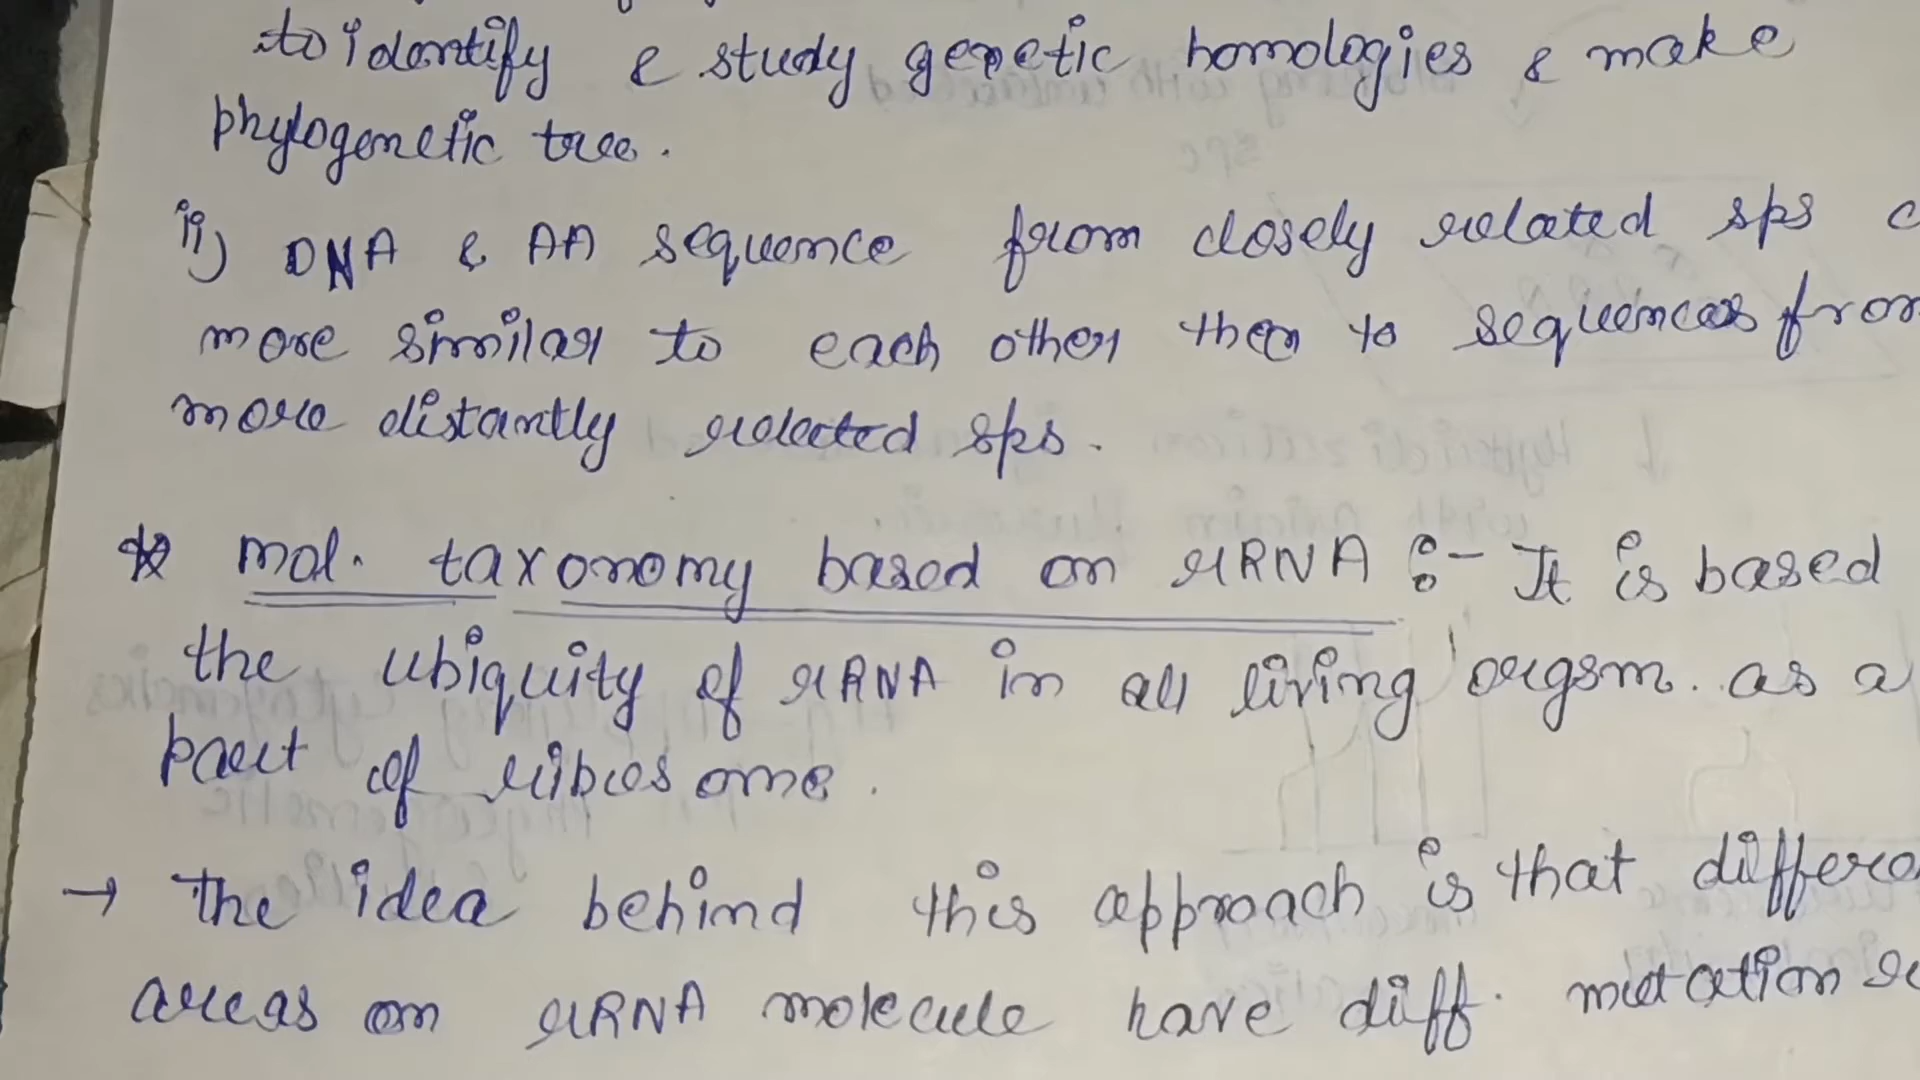 to identify & study genetic homologies & make
phylogenetic tree.
ii) DNA & AA sequence from closely related sps
more similar to each other then to sequences from
more distantly related sps.
* mol. taxonomy based on rRNA :- It is based
the ubiquity of rRNA in all living orgsm. as a
part of ribosome.
→ The idea behind this approach is that differe
areas on rRNA molecule have diff. mutation